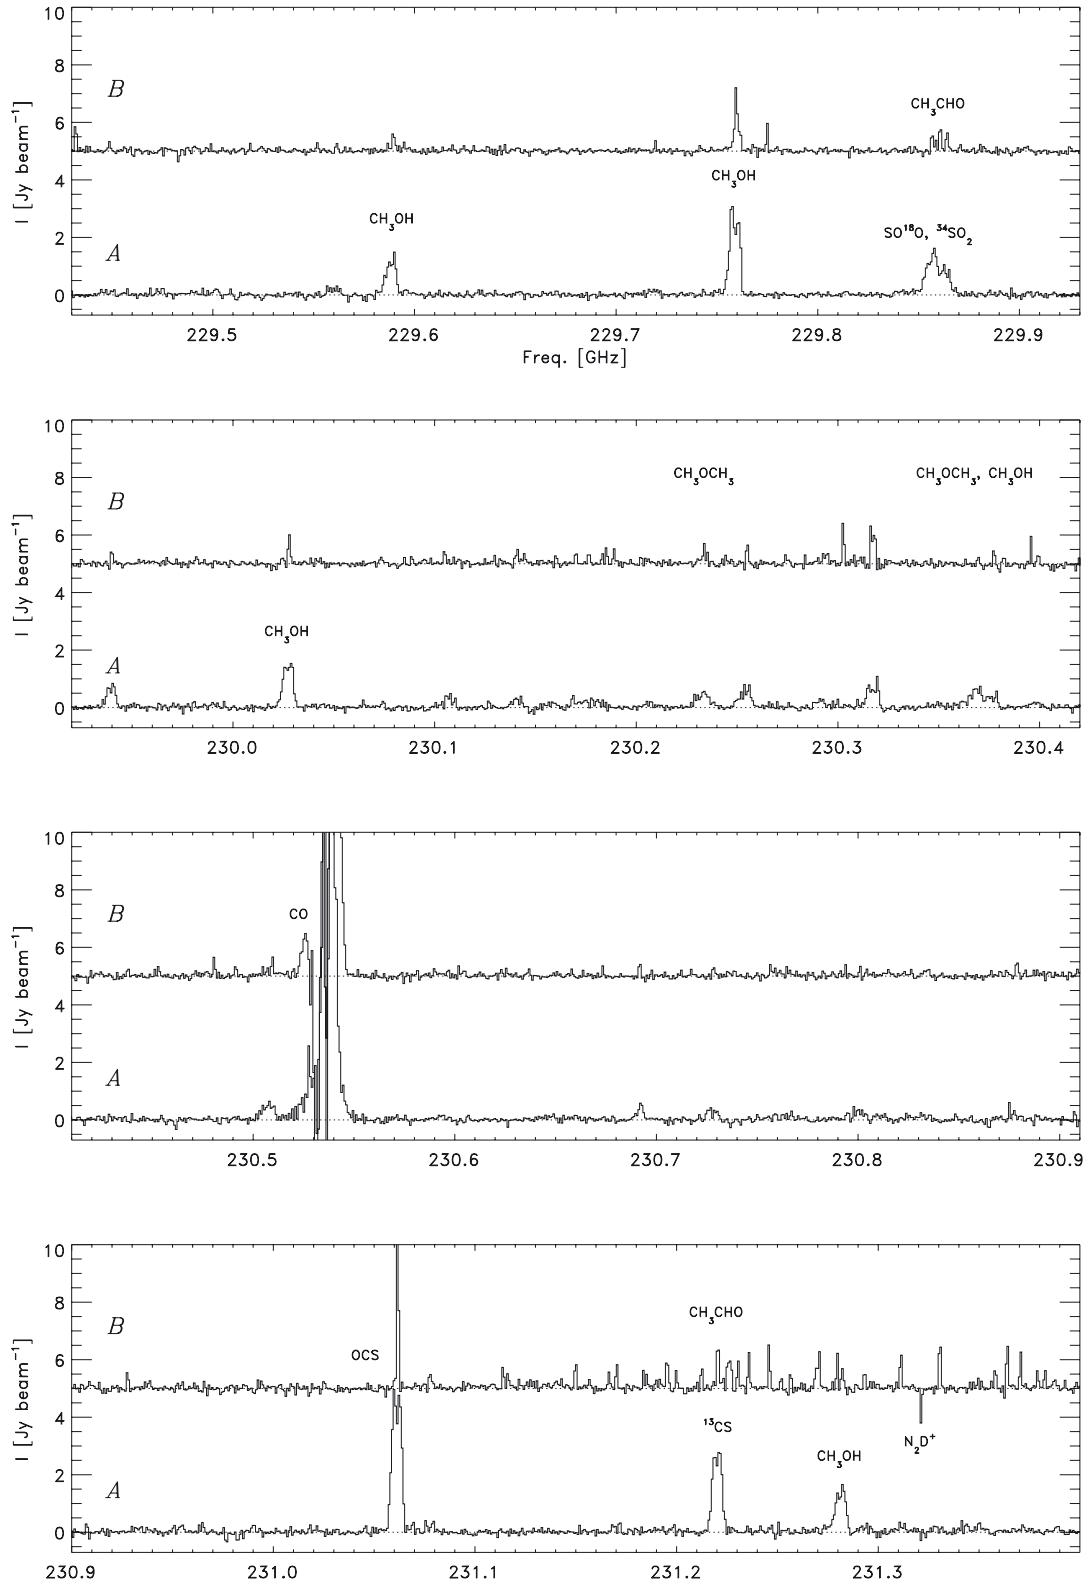 10
8
B
CH₃CHO
6
I [Jy beam⁻¹]
4
CH₃OH
CH₃OH
A
SO¹⁸O, ³⁴SO₂
2
0
229.5 229.6 229.7 229.8 229.9
Freq. [GHz]
10
8
CH₃OCH₃ CH₃OCH₃, CH₃OH
B
6
I [Jy beam⁻¹]
4
CH₃OH
2
A
0
230.0 230.1 230.2 230.3 230.4
10
8
B
CO
6
I [Jy beam⁻¹]
4
2
A
0
230.5 230.6 230.7 230.8 230.9
10
8
B
CH₃CHO
6
OCS
I [Jy beam⁻¹]
4
¹³CS
N₂D⁺
CH₃OH
2
A
0
230.9 231.0 231.1 231.2 231.3